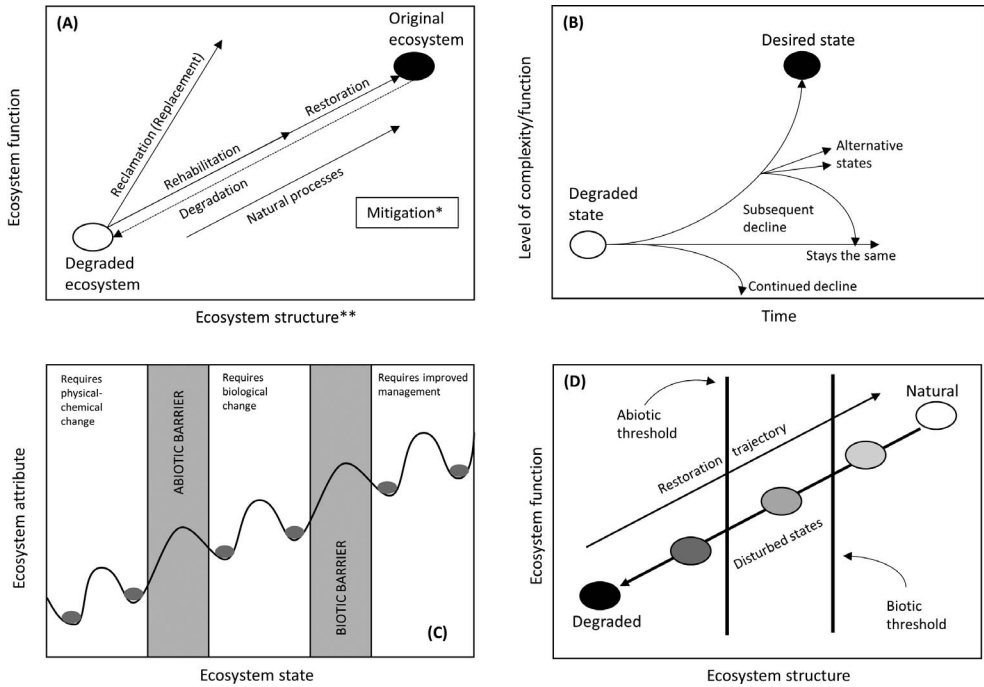 (A)
Original
ecosystem
Ecosystem function
Reclamation (Replacement)
Restoration
Rehabilitation
Degradation
Natural processes
Mitigation*
Degraded
ecosystem
Ecosystem structure**
(B)
Desired state
Level of complexity/function
Alternative
states
Degraded
state
Subsequent
decline
Stays the same
Continued decline
Time
Requires
physical-
chemical
change
ABIOTIC BARRIER
Requires
biological
change
BIOTIC BARRIER
Requires improved
management
Ecosystem attribute
(C)
Ecosystem state
(D)
Natural
Abiotic
threshold
Restoration trajectory
Ecosystem function
Disturbed states
Degraded
Biotic
threshold
Ecosystem structure